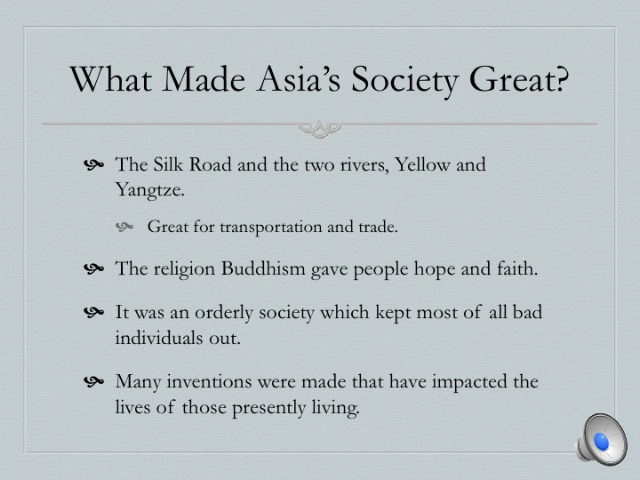 What Made Asia's Society Great?
The Silk Road and the two rivers, Yellow and
Yangtze.
Great for transportation and trade.
The religion Buddhism gave people hope and faith.
It was an orderly society which kept most of all bad
individuals out.
Many inventions were made that have impacted the
lives of those presently living.